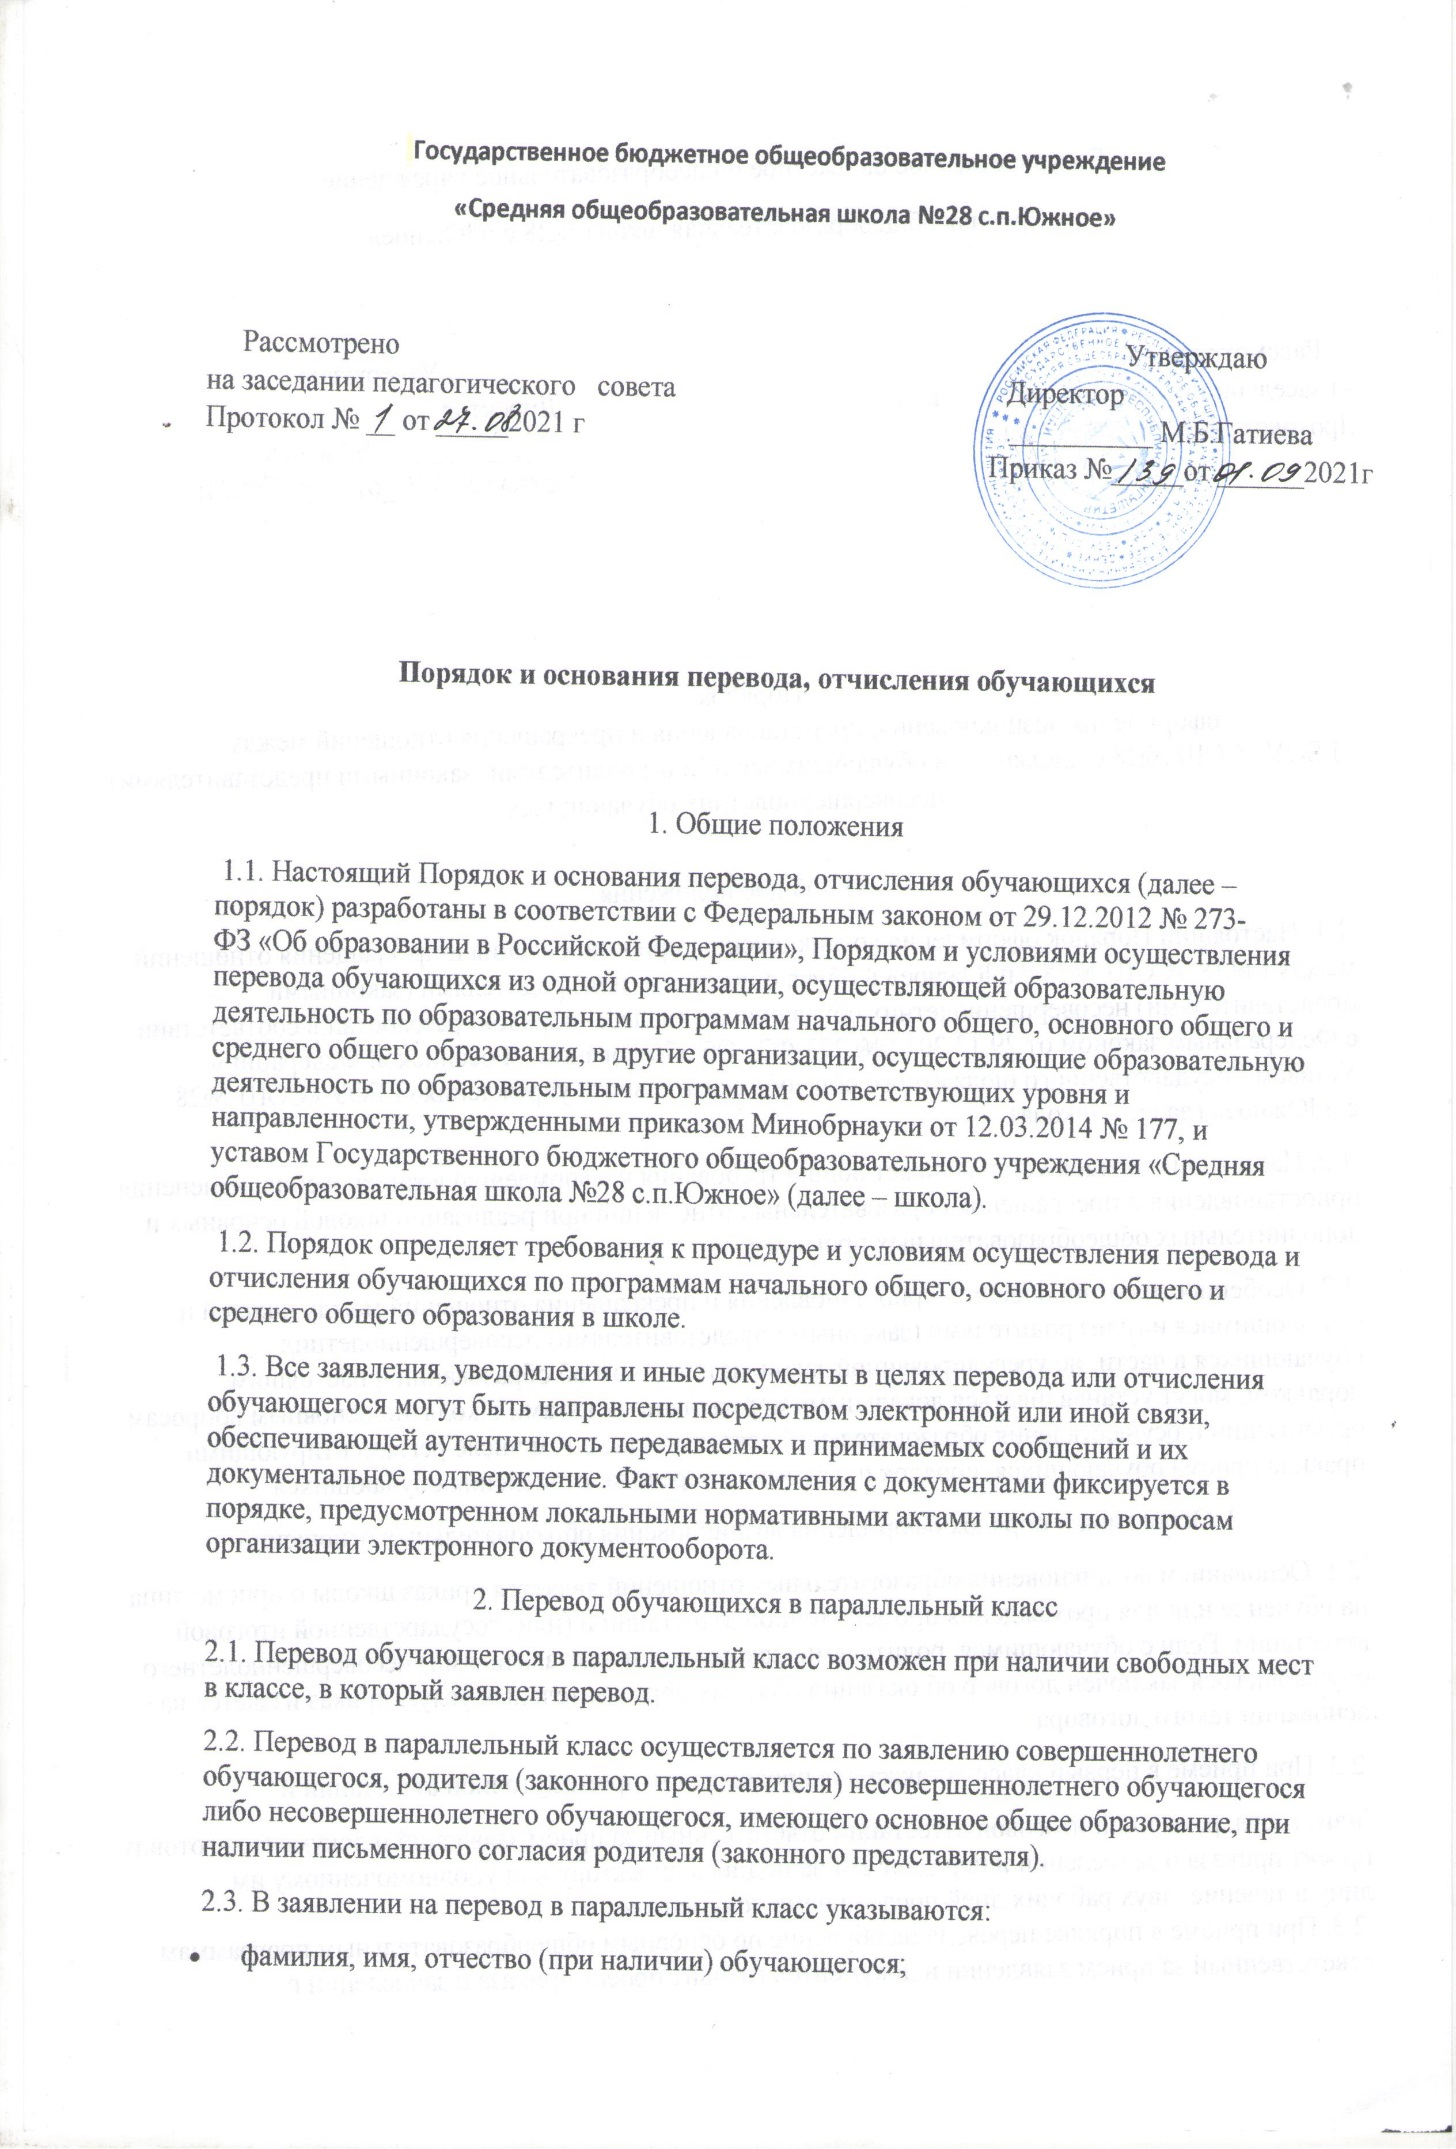 Государственное бюджетное общеобразовательное учреждение
«Средняя общеобразовательная школа №28 с.п.Южное»
Рассмотрено
на заседании педагогического совета
Протокол № 1 от 27.08 2021 г
Утверждаю
Директор
М.Б.Гатиева
Приказ № 139 от 01.09 2021г
РОССИЙСКАЯ ФЕДЕРАЦИЯ
Порядок и основания перевода, отчисления обучающихся
1. Общие положения
1.1. Настоящий Порядок и основания перевода, отчисления обучающихся (далее –
порядок) разработаны в соответствии с Федеральным законом от 29.12.2012 № 273-
ФЗ «Об образовании в Российской Федерации», Порядком и условиями осуществления
перевода обучающихся из одной организации, осуществляющей образовательную
деятельность по образовательным программам начального общего, основного общего и
среднего общего образования, в другие организации, осуществляющие образовательную
деятельность по образовательным программам соответствующих уровня и
направленности, утвержденными приказом Минобрнауки от 12.03.2014 № 177, и
уставом Государственного бюджетного общеобразовательного учреждения «Средняя
общеобразовательная школа №28 с.п.Южное» (далее – школа).
1.2. Порядок определяет требования к процедуре и условиям осуществления перевода и
отчисления обучающихся по программам начального общего, основного общего и
среднего общего образования в школе.
1.3. Все заявления, уведомления и иные документы в целях перевода или отчисления
обучающегося могут быть направлены посредством электронной или иной связи,
обеспечивающей аутентичность передаваемых и принимаемых сообщений и их
документальное подтверждение. Факт ознакомления с документами фиксируется в
порядке, предусмотренном локальными нормативными актами школы по вопросам
организации электронного документооборота.
2. Перевод обучающихся в параллельный класс
2.1. Перевод обучающегося в параллельный класс возможен при наличии свободных мест
в классе, в который заявлен перевод.
2.2. Перевод в параллельный класс осуществляется по заявлению совершеннолетнего
обучающегося, родителя (законного представителя) несовершеннолетнего обучающегося
либо несовершеннолетнего обучающегося, имеющего основное общее образование, при
наличии письменного согласия родителя (законного представителя).
2.3. В заявлении на перевод в параллельный класс указываются:
• фамилия, имя, отчество (при наличии) обучающегося;